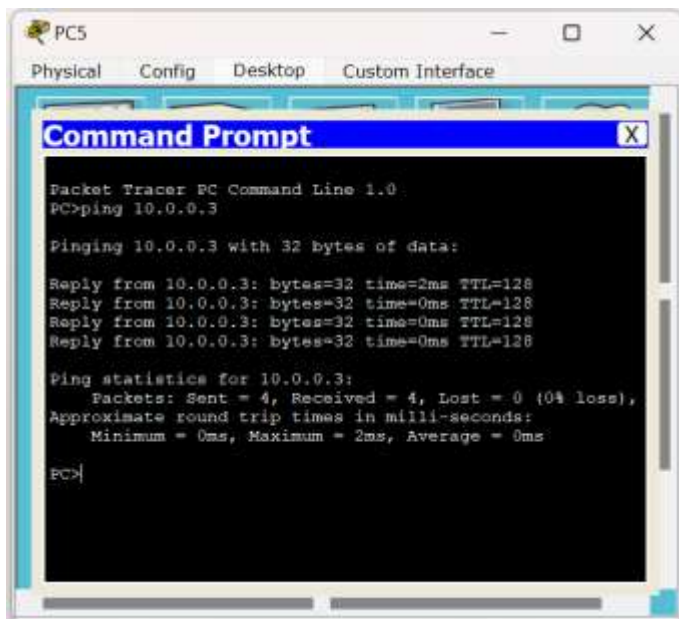 PC5
Physical Config Desktop Custom Interface
Command Prompt X
Packet Tracer PC Command Line 1.0
PC>ping 10.0.0.3
Pinging 10.0.0.3 with 32 bytes of data:
Reply from 10.0.0.3: bytes=32 time=2ms TTL=128
Reply from 10.0.0.3: bytes=32 time=0ms TTL=128
Reply from 10.0.0.3: bytes=32 time=0ms TTL=128
Reply from 10.0.0.3: bytes=32 time=0ms TTL=128
Ping statistics for 10.0.0.3:
Packets: Sent = 4, Received = 4, Lost = 0 (0% loss),
Approximate round trip times in milli-seconds:
Minimum = 0ms, Maximum = 2ms, Average = 0ms
PC>